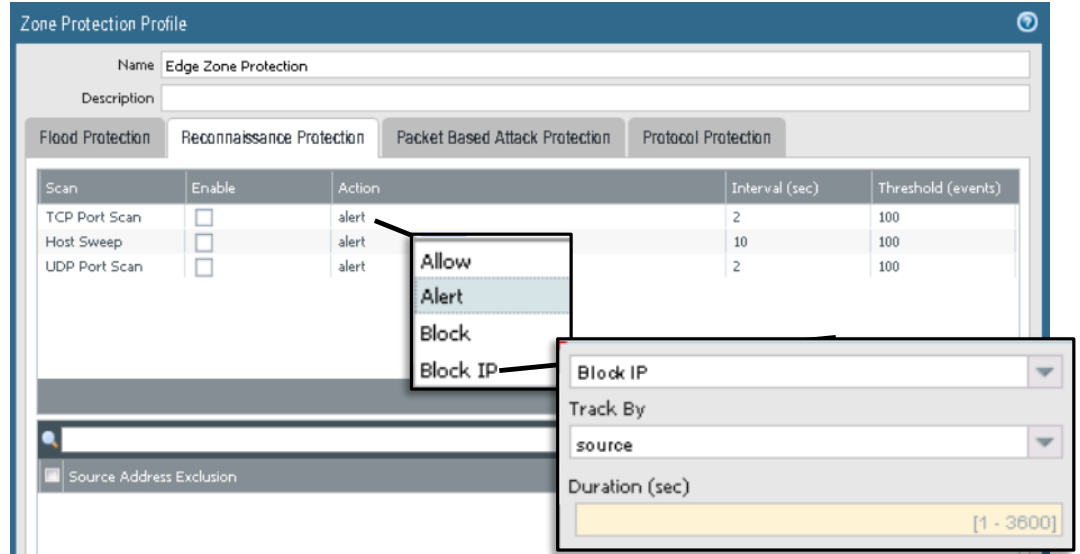 Zone Protection Profile
Name Edge Zone Protection
Description
Flood Protection Reconnaissance Protection Packet Based Attack Protection Protocol Protection
Scan Enable Action Interval (sec) Threshold (events)
TCP Port Scan alert 2 100
Host Sweep alert 10 100
UDP Port Scan alert 2 100
Allow
Alert
Block
Block IP
Block IP
Track By
source
Duration (sec)
[1 - 3600]
Source Address Exclusion